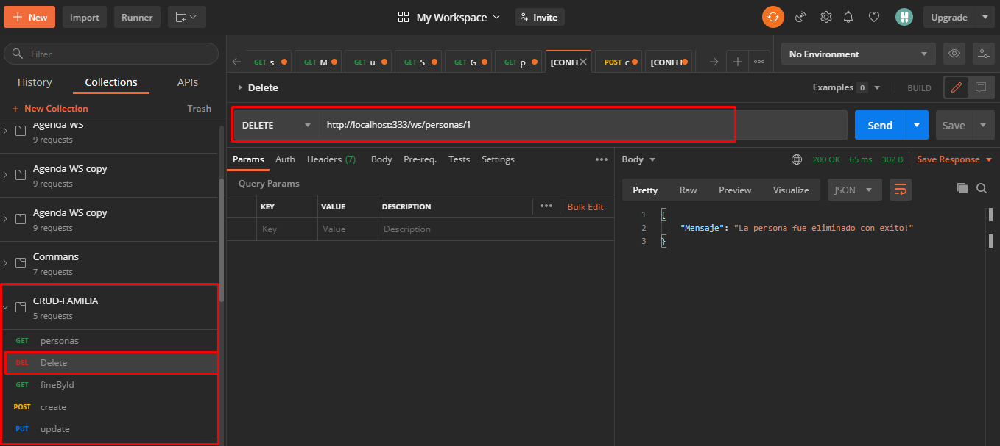 New
Import
Runner
My Workspace
Invite
Upgrade
Filter
History
Collections
APIs
New Collection
Trash
Agenda WS
9 requests
Agenda WS copy
9 requests
Agenda WS copy
9 requests
Commans
7 requests
CRUD-FAMILIA
5 requests
GET personas
DEL Delete
GET fineById
POST create
PUT update
GET s...
GET M..
GET u...
GET S...
GET G...
GET p...
[CONFL
POST c.
[CONFLI
No Environment
Delete
Examples 0
BUILD
DELETE
http://localhost:333/ws/personas/1
Send
Save
Params Auth Headers (7) Body Pre-req. Tests Settings
Query Params
KEY VALUE DESCRIPTION
Bulk Edit
Key Value Description
Body
200 OK 65 ms 302 B Save Response
Pretty Raw Preview Visualize JSON
1 {
2 "Mensaje": "La persona fue eliminado con exito!"
3 }